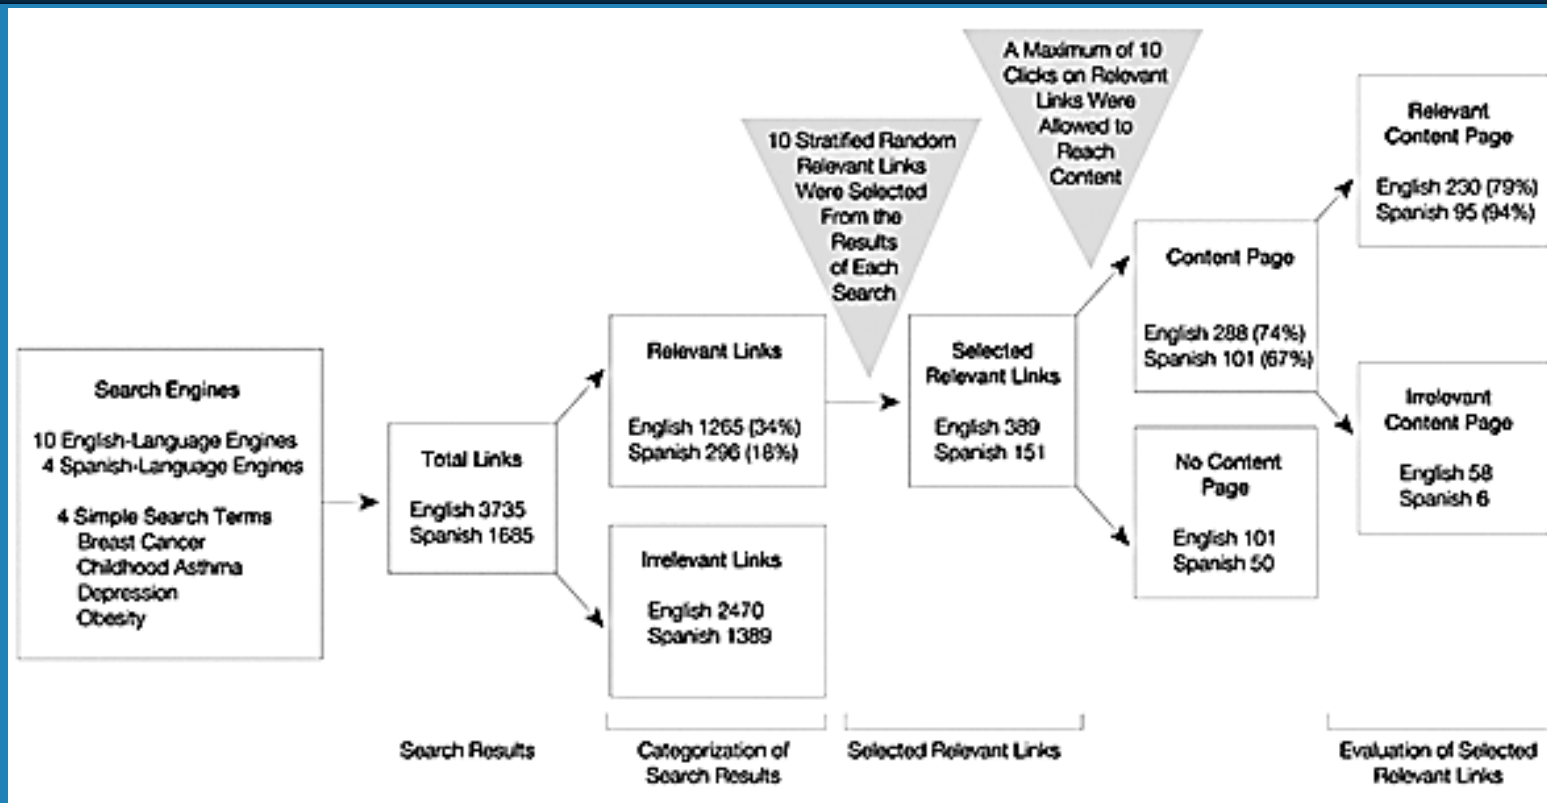 Search Engines
10 English-Language Engines
4 Spanish-Language Engines
4 Simple Search Terms
Breast Cancer
Childhood Asthma
Depression
Obesity
Total Links
English 3735
Spanish 1685
Relevant Links
English 1265 (34%)
Spanish 296 (18%)
Irrelevant Links
English 2470
Spanish 1389
10 Stratified Random
Relevant Links
Were Selected
From the
Results
of Each
Search
Selected
Relevant Links
English 389
Spanish 151
A Maximum of 10
Clicks on Relevant
Links Were
Allowed to
Reach
Content
Content Page
English 288 (74%)
Spanish 101 (67%)
No Content
Page
English 101
Spanish 50
Relevant
Content Page
English 230 (79%)
Spanish 95 (94%)
Irrelevant
Content Page
English 58
Spanish 6
Search Results
Categorization of
Search Results
Selected Relevant Links
Evaluation of Selected
Relevant Links